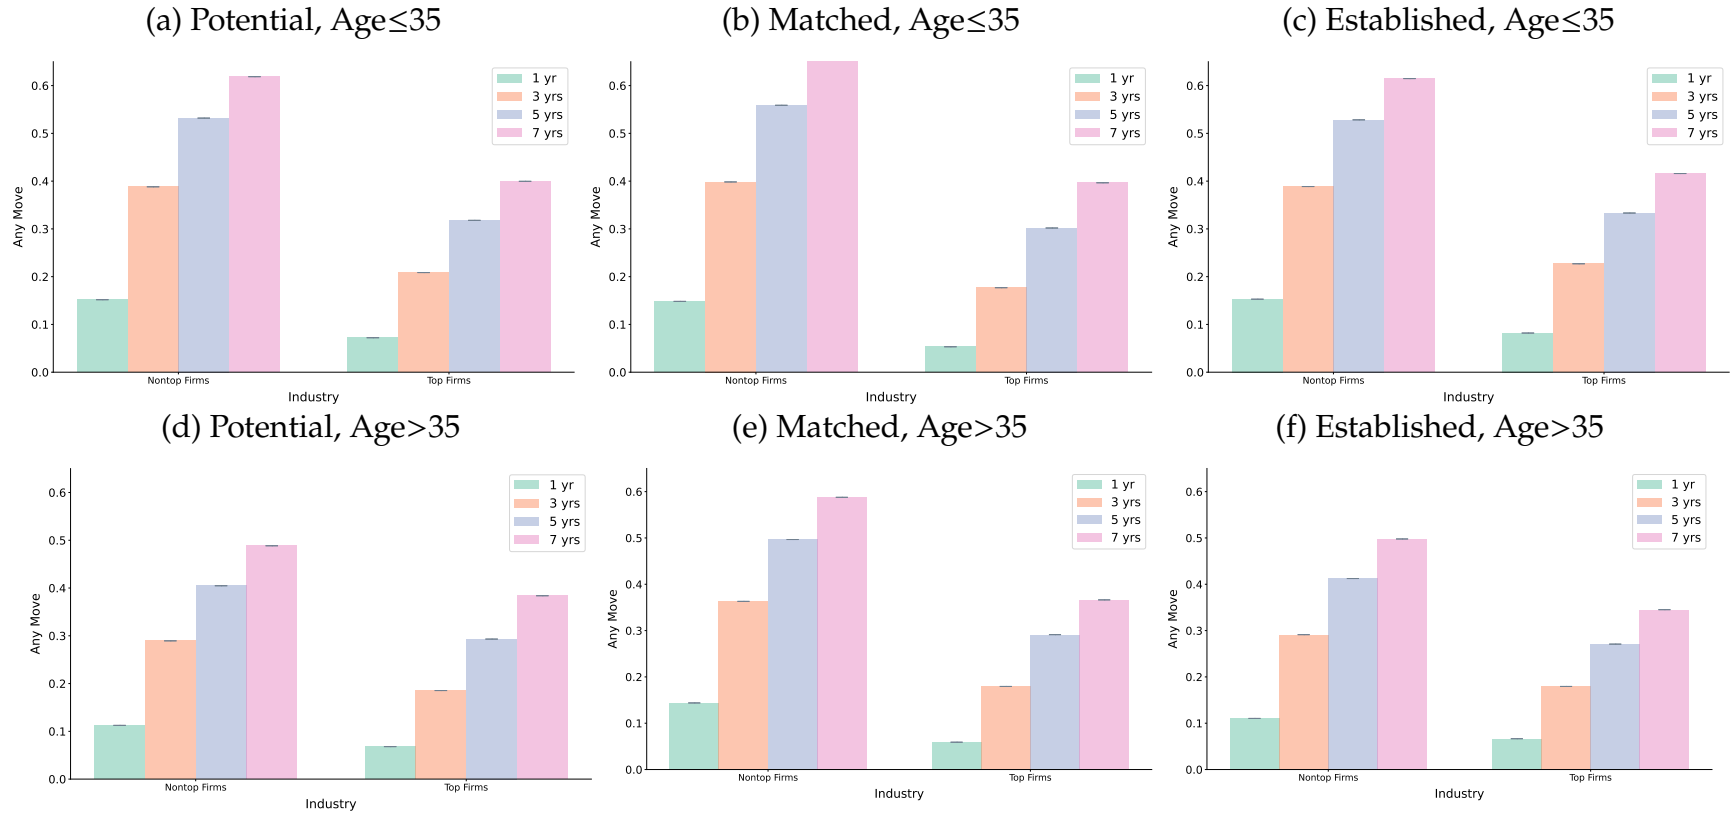 (a) Potential, Age≤35
0.6
0.5
0.4
0.3
0.2
0.1
0.0
Any Move
1 yr
3 yrs
5 yrs
7 yrs
Nontop Firms
Top Firms
Industry
(b) Matched, Age≤35
0.6
0.5
0.4
0.3
0.2
0.1
0.0
Any Move
1 yr
3 yrs
5 yrs
7 yrs
Nontop Firms
Top Firms
Industry
(c) Established, Age≤35
0.6
0.5
0.4
0.3
0.2
0.1
0.0
Any Move
1 yr
3 yrs
5 yrs
7 yrs
Nontop Firms
Top Firms
Industry
(d) Potential, Age>35
0.6
0.5
0.4
0.3
0.2
0.1
0.0
Any Move
1 yr
3 yrs
5 yrs
7 yrs
Nontop Firms
Top Firms
Industry
(e) Matched, Age>35
0.6
0.5
0.4
0.3
0.2
0.1
0.0
Any Move
1 yr
3 yrs
5 yrs
7 yrs
Nontop Firms
Top Firms
Industry
(f) Established, Age>35
0.6
0.5
0.4
0.3
0.2
0.1
0.0
Any Move
1 yr
3 yrs
5 yrs
7 yrs
Nontop Firms
Top Firms
Industry